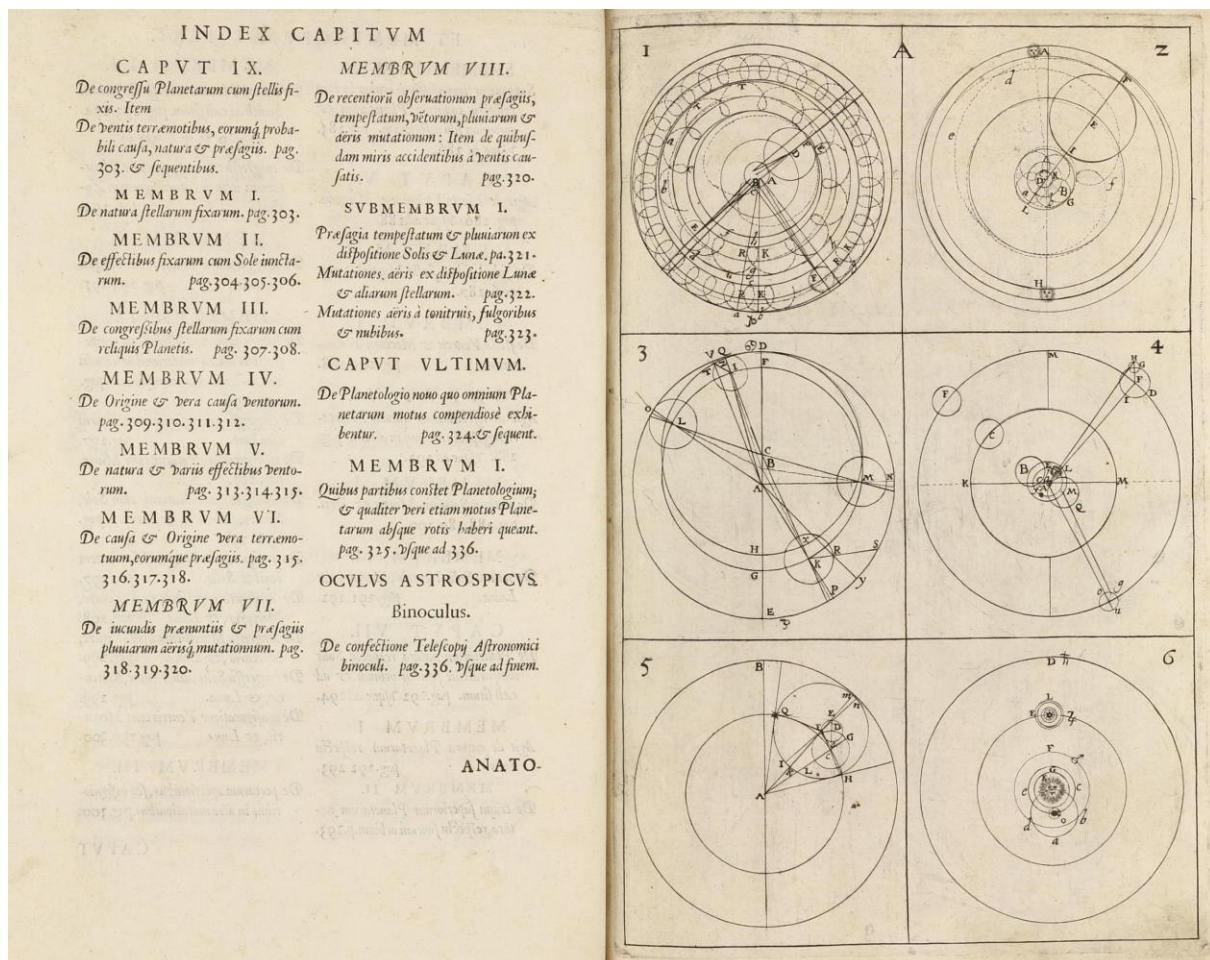 INDEX CAPITVM
CAPVT IX.
De congressu Planetarum cum stellis fi-
xis. Item
De ventis terræmotibus, eorumq́, proba-
bili causa, natura & præsagiis. pag.
303. & sequentibus.
MEMBRVM I.
De natura stellarum fixarum. pag. 303.
MEMBRVM II.
De effectibus fixarum cum Sole iuncta-
rum. pag. 304. 305. 306.
MEMBRVM III.
De congreßibus stellarum fixarum cum
reliquis Planetis. pag. 307. 308.
MEMBRVM IV.
De Origine & vera causa ventorum.
pag. 309. 310. 311. 312.
MEMBRVM V.
De natura & variis effectibus vento-
rum. pag. 313. 314. 315.
MEMBRVM VI.
De causa & Origine vera terræmo-
tuum, eorumq́ue præsagiis. pag. 315.
316. 317. 318.
MEMBRVM VII.
De iucundis prænuntiis & præsagiis
pluuiarum aërisq́, mutationnum. pag.
318. 319. 320.
MEMBRVM VIII.
De recentiorū obseruationum præsagiis,
tempestatum, vētorum, pluuiarum &
aëris mutationum : Item de quibus-
dam miris accidentibus à ventis cau-
satis. pag. 320.
SVBMEMBRVM I.
Præsagia tempestatum & pluuiarum ex
dispositione Solis & Lunæ. pa. 321.
Mutationes aëris ex dispositione Lunæ
& aliarum stellarum. pag. 322.
Mutationes aëris à tonitruis, fulgoribus
& nubibus. pag. 323.
CAPVT VLTIMVM.
De Planetologio nouo quo omnium Pla-
netarum motus compendiosè exhi-
bentur. pag. 324. & sequent.
MEMBRVM I.
Quibus partibus constet Planetologium;
& qualiter veri etiam motus Plane-
tarum absque rotis haberi queant.
pag. 325. vsque ad 336.
OCVLVS ASTROSPICVS
Binoculus.
De confectione Telescopij Astronomici
binoculi. pag. 336. vsque ad finem.
ANATO-
1
A
2
3
4
5
6